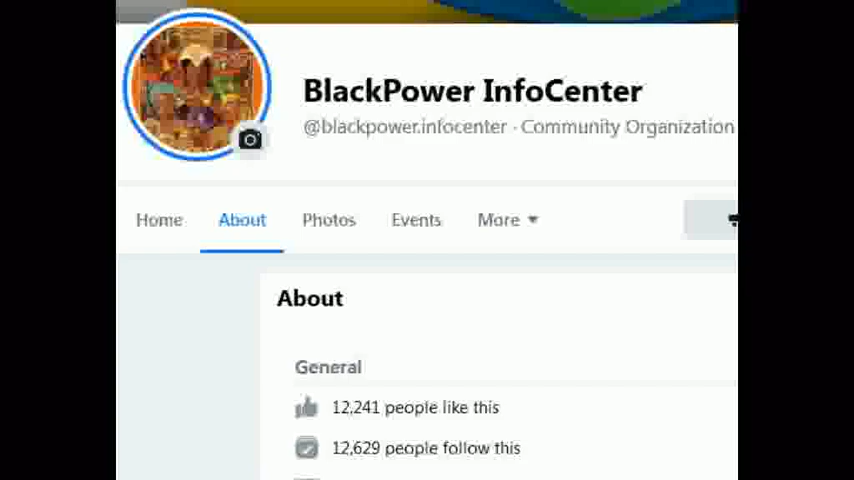 BlackPower InfoCenter
@blackpower.infocenter · Community Organization
Home About Photos Events More
About
General
12,241 people like this
12,629 people follow this